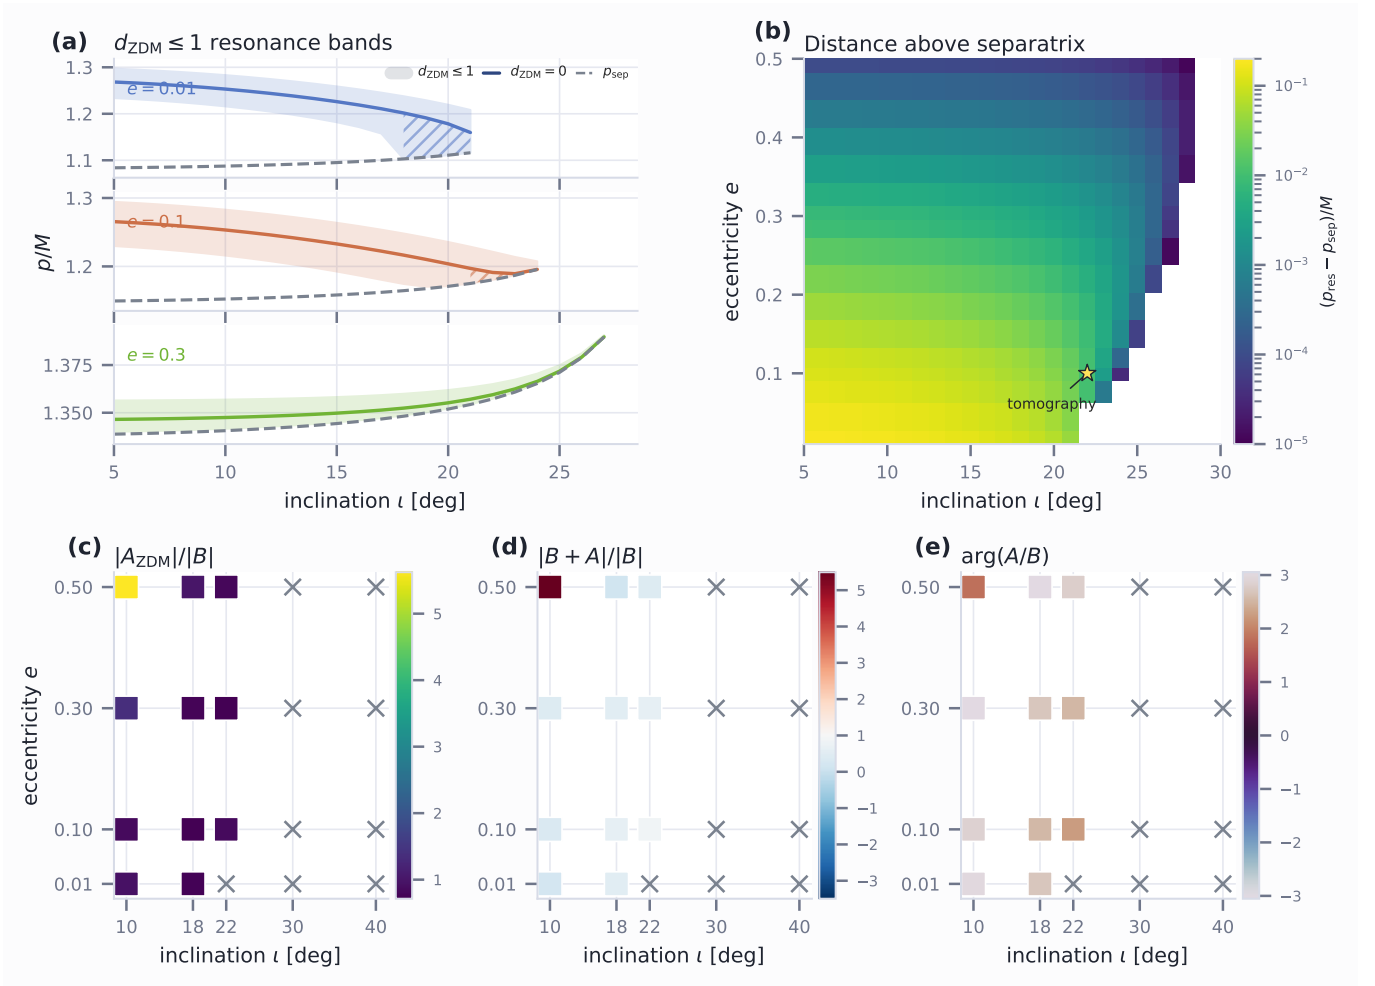 (a) d_ZDM ≤ 1 resonance bands
d_ZDM ≤ 1 d_ZDM = 0 p_sep
1.3
e = 0.01
1.2
1.1
1.3
e = 0.1
1.2
p/M
e = 0.3
1.375
1.350
5 10 15 20 25
inclination ι [deg]
(b) Distance above separatrix
0.5
0.4
0.3
0.2
0.1
eccentricity e
tomography
5 10 15 20 25 30
inclination ι [deg]
10⁻¹
10⁻²
10⁻³
10⁻⁴
10⁻⁵
(p_res − p_sep)/M
(c) |A_ZDM|/|B|
0.50
0.30
0.10
0.01
eccentricity e
10 18 22 30 40
inclination ι [deg]
5
4
3
2
1
(d) |B + A|/|B|
0.50
0.30
0.10
0.01
10 18 22 30 40
inclination ι [deg]
5
4
3
2
1
0
−1
−2
−3
(e) arg(A/B)
0.50
0.30
0.10
0.01
10 18 22 30 40
inclination ι [deg]
3
2
1
0
−1
−2
−3